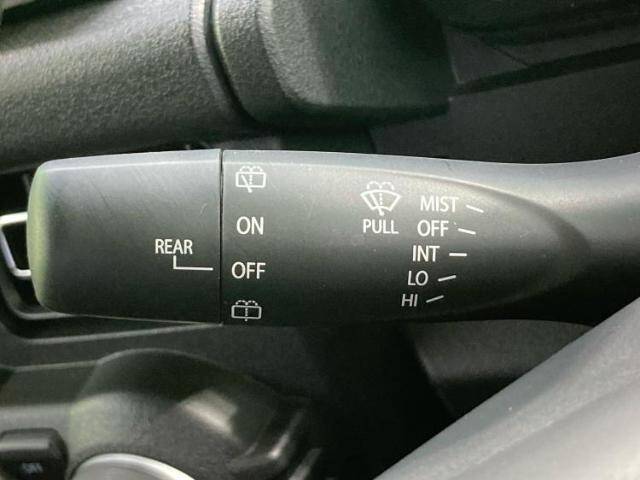 REAR
ON
OFF
PULL
MIST
OFF
INT
LO
HI